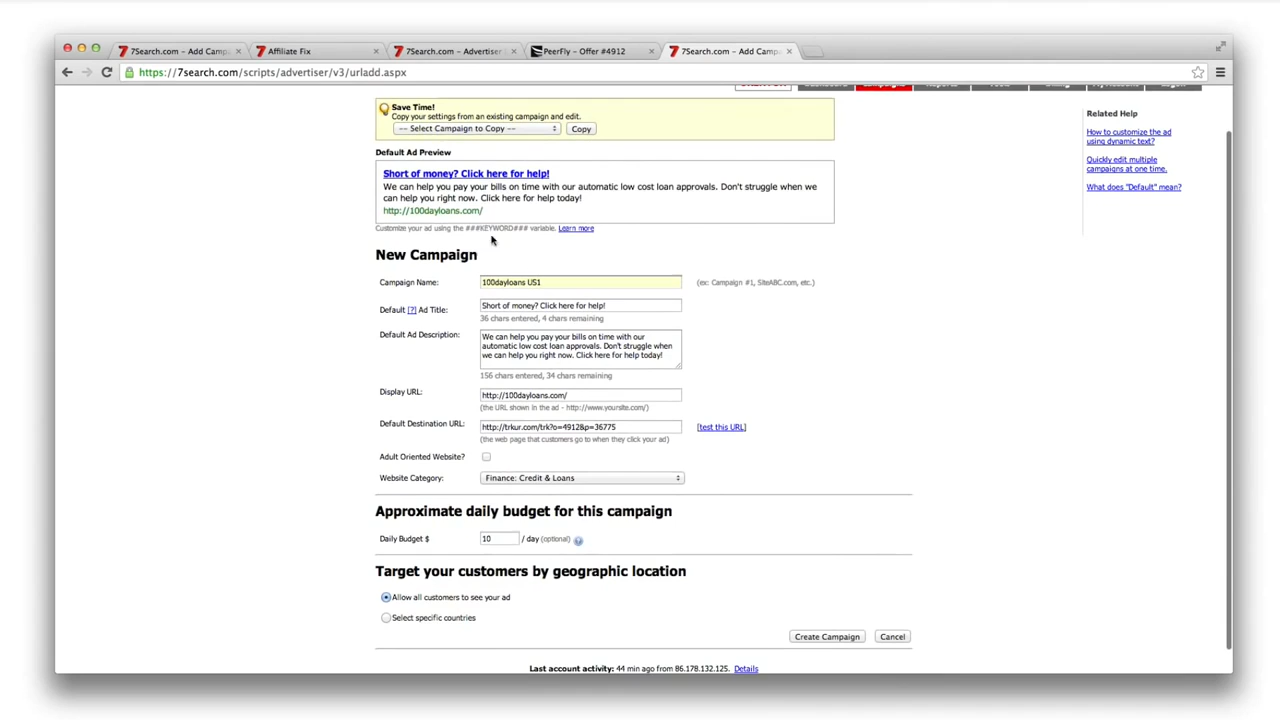 7Search.com – Add Camp
Affiliate Fix
7Search.com – Advertiser
PeerFly – Offer #4912
7Search.com – Add Camp
https://7search.com/scripts/advertiser/v3/urladd.aspx
Save Time!
Copy your settings from an existing campaign and edit.
-- Select Campaign to Copy --
Copy
Related Help
How to customize the ad
using dynamic text?
Quickly edit multiple
campaigns at one time.
What does "Default" mean?
Default Ad Preview
Short of money? Click here for help!
We can help you pay your bills on time with our automatic low cost loan approvals. Don't struggle when we
can help you right now. Click here for help today!
http://100dayloans.com/
Customize your ad using the ###KEYWORD### variable. Learn more
New Campaign
Campaign Name: 100dayloans US1 (ex: Campaign #1, SiteABC.com, etc.)
Default [?] Ad Title: Short of money? Click here for help!
36 chars entered, 4 chars remaining
Default Ad Description: We can help you pay your bills on time with our
automatic low cost loan approvals. Don't struggle when
we can help you right now. Click here for help today!
156 chars entered, 34 chars remaining
Display URL: http://100dayloans.com/
(the URL shown in the ad - http://www.yoursite.com/)
Default Destination URL: http://trkur.com/trk?o=4912&p=36775 [test this URL]
(the web page that customers go to when they click your ad)
Adult Oriented Website?
Website Category: Finance: Credit & Loans
Approximate daily budget for this campaign
Daily Budget $ 10 / day (optional)
Target your customers by geographic location
Allow all customers to see your ad
Select specific countries
Create Campaign Cancel
Last account activity: 44 min ago from 86.178.132.125. Details